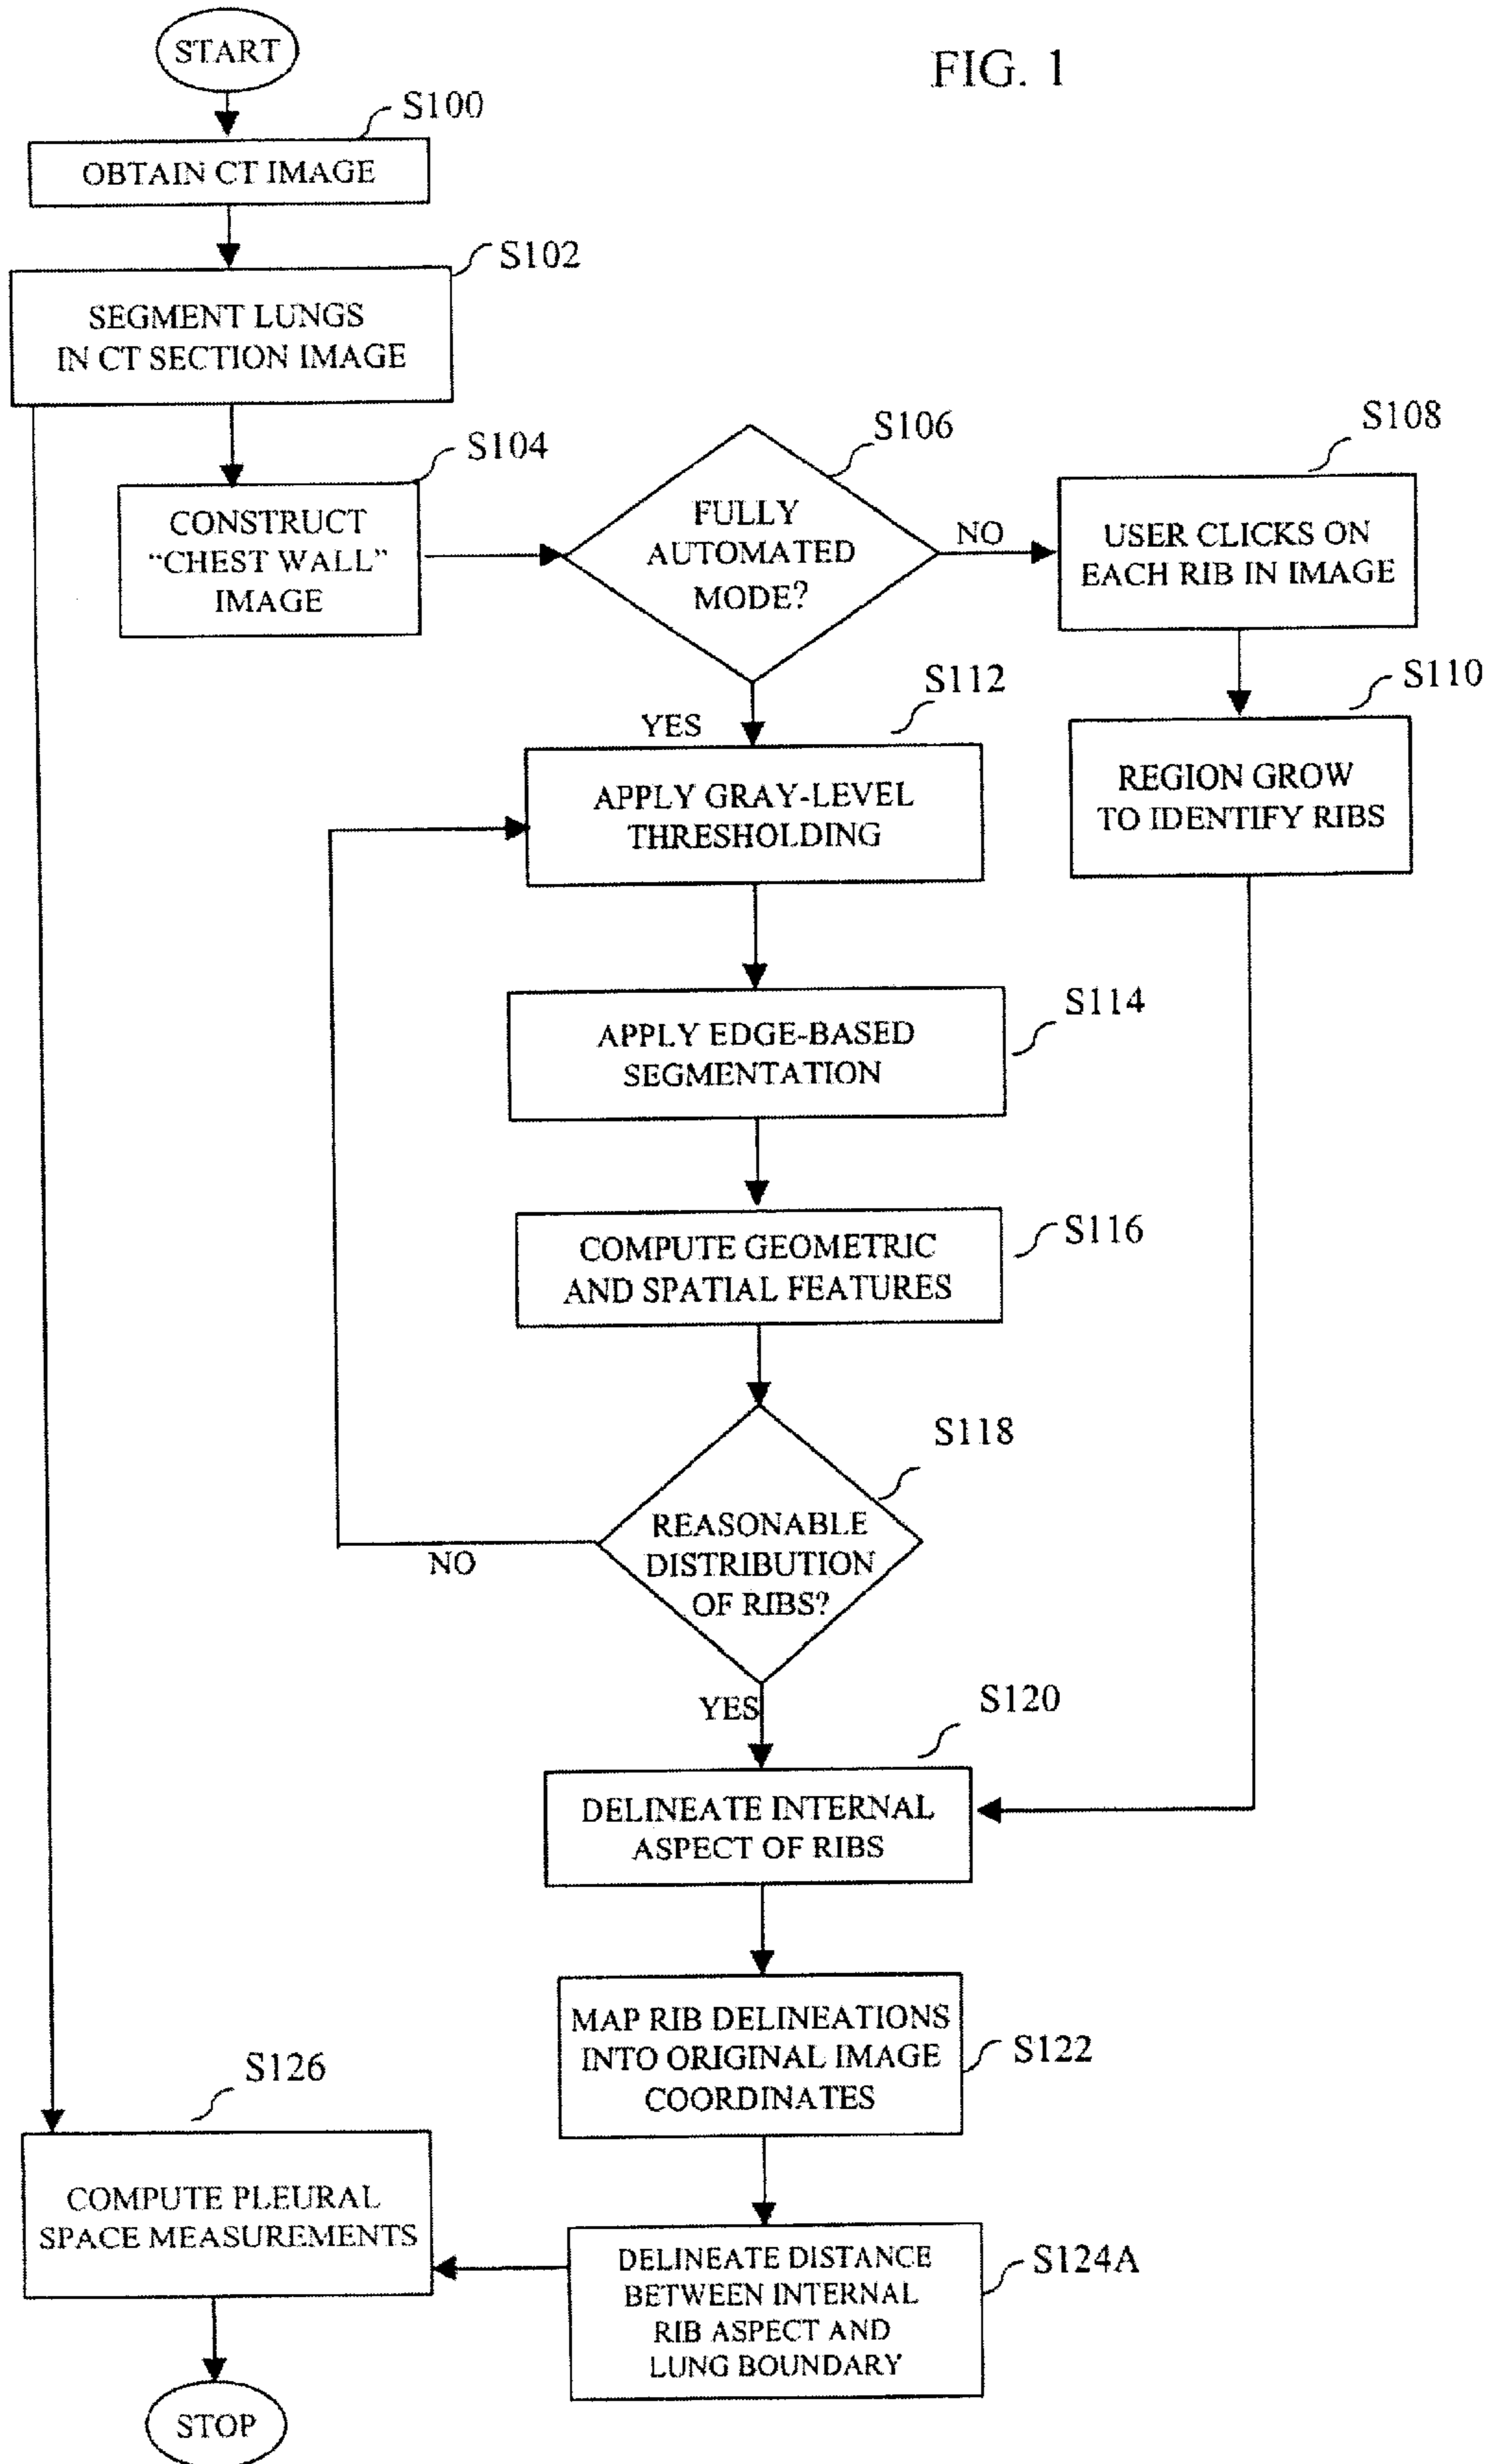 FIG. 1
START
S100
OBTAIN CT IMAGE
S102
SEGMENT LUNGS
IN CT SECTION IMAGE
S104
CONSTRUCT
“CHEST WALL”
IMAGE
S106
FULLY
AUTOMATED
MODE?
NO
S108
USER CLICKS ON
EACH RIB IN IMAGE
S110
REGION GROW
TO IDENTIFY RIBS
YES
S112
APPLY GRAY-LEVEL
THRESHOLDING
S114
APPLY EDGE-BASED
SEGMENTATION
S116
COMPUTE GEOMETRIC
AND SPATIAL FEATURES
S118
REASONABLE
DISTRIBUTION
OF RIBS?
NO
YES
S120
DELINEATE INTERNAL
ASPECT OF RIBS
S122
MAP RIB DELINEATIONS
INTO ORIGINAL IMAGE
COORDINATES
S124A
DELINEATE DISTANCE
BETWEEN INTERNAL
RIB ASPECT AND
LUNG BOUNDARY
S126
COMPUTE PLEURAL
SPACE MEASUREMENTS
STOP